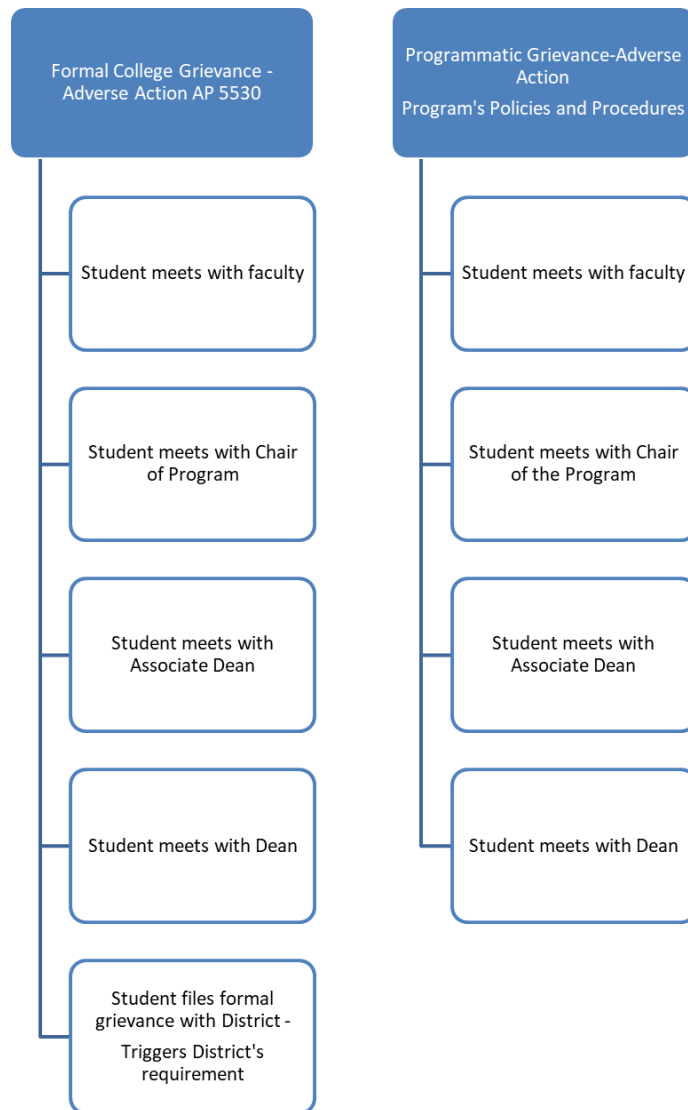 Formal College Grievance -
Adverse Action AP 5530
Student meets with faculty
Student meets with Chair
of Program
Student meets with
Associate Dean
Student meets with Dean
Student files formal
grievance with District -
Triggers District's
requirement
Programmatic Grievance-Adverse
Action
Program's Policies and Procedures
Student meets with faculty
Student meets with Chair
of the Program
Student meets with
Associate Dean
Student meets with Dean